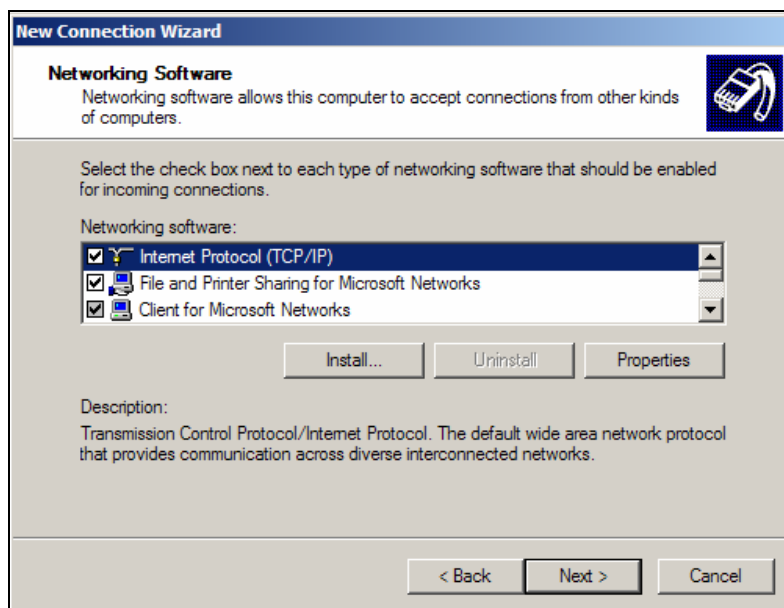 New Connection Wizard
Networking Software
Networking software allows this computer to accept connections from other kinds
of computers.
Select the check box next to each type of networking software that should be enabled
for incoming connections.
Networking software:
Internet Protocol (TCP/IP)
File and Printer Sharing for Microsoft Networks
Client for Microsoft Networks
Install... Uninstall Properties
Description:
Transmission Control Protocol/Internet Protocol. The default wide area network protocol
that provides communication across diverse interconnected networks.
< Back Next > Cancel